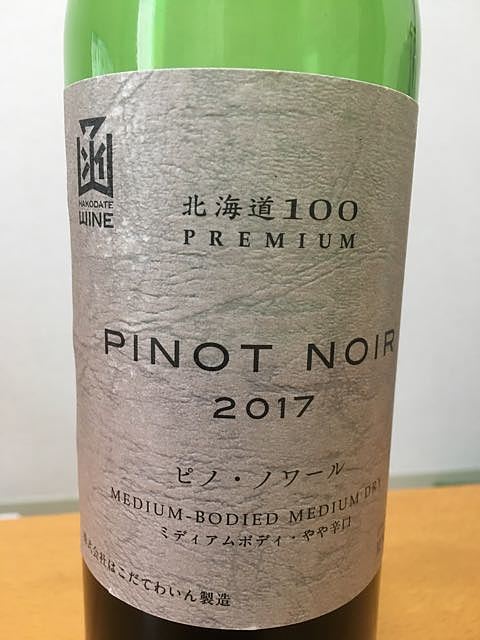 HAKODATE
WINE
北海道100
PREMIUM
PINOT NOIR
2017
ピノ・ノワール
MEDIUM-BODIED MEDIUM DRY
ミディアムボディ・やや辛口
株式会社はこだてわいん製造